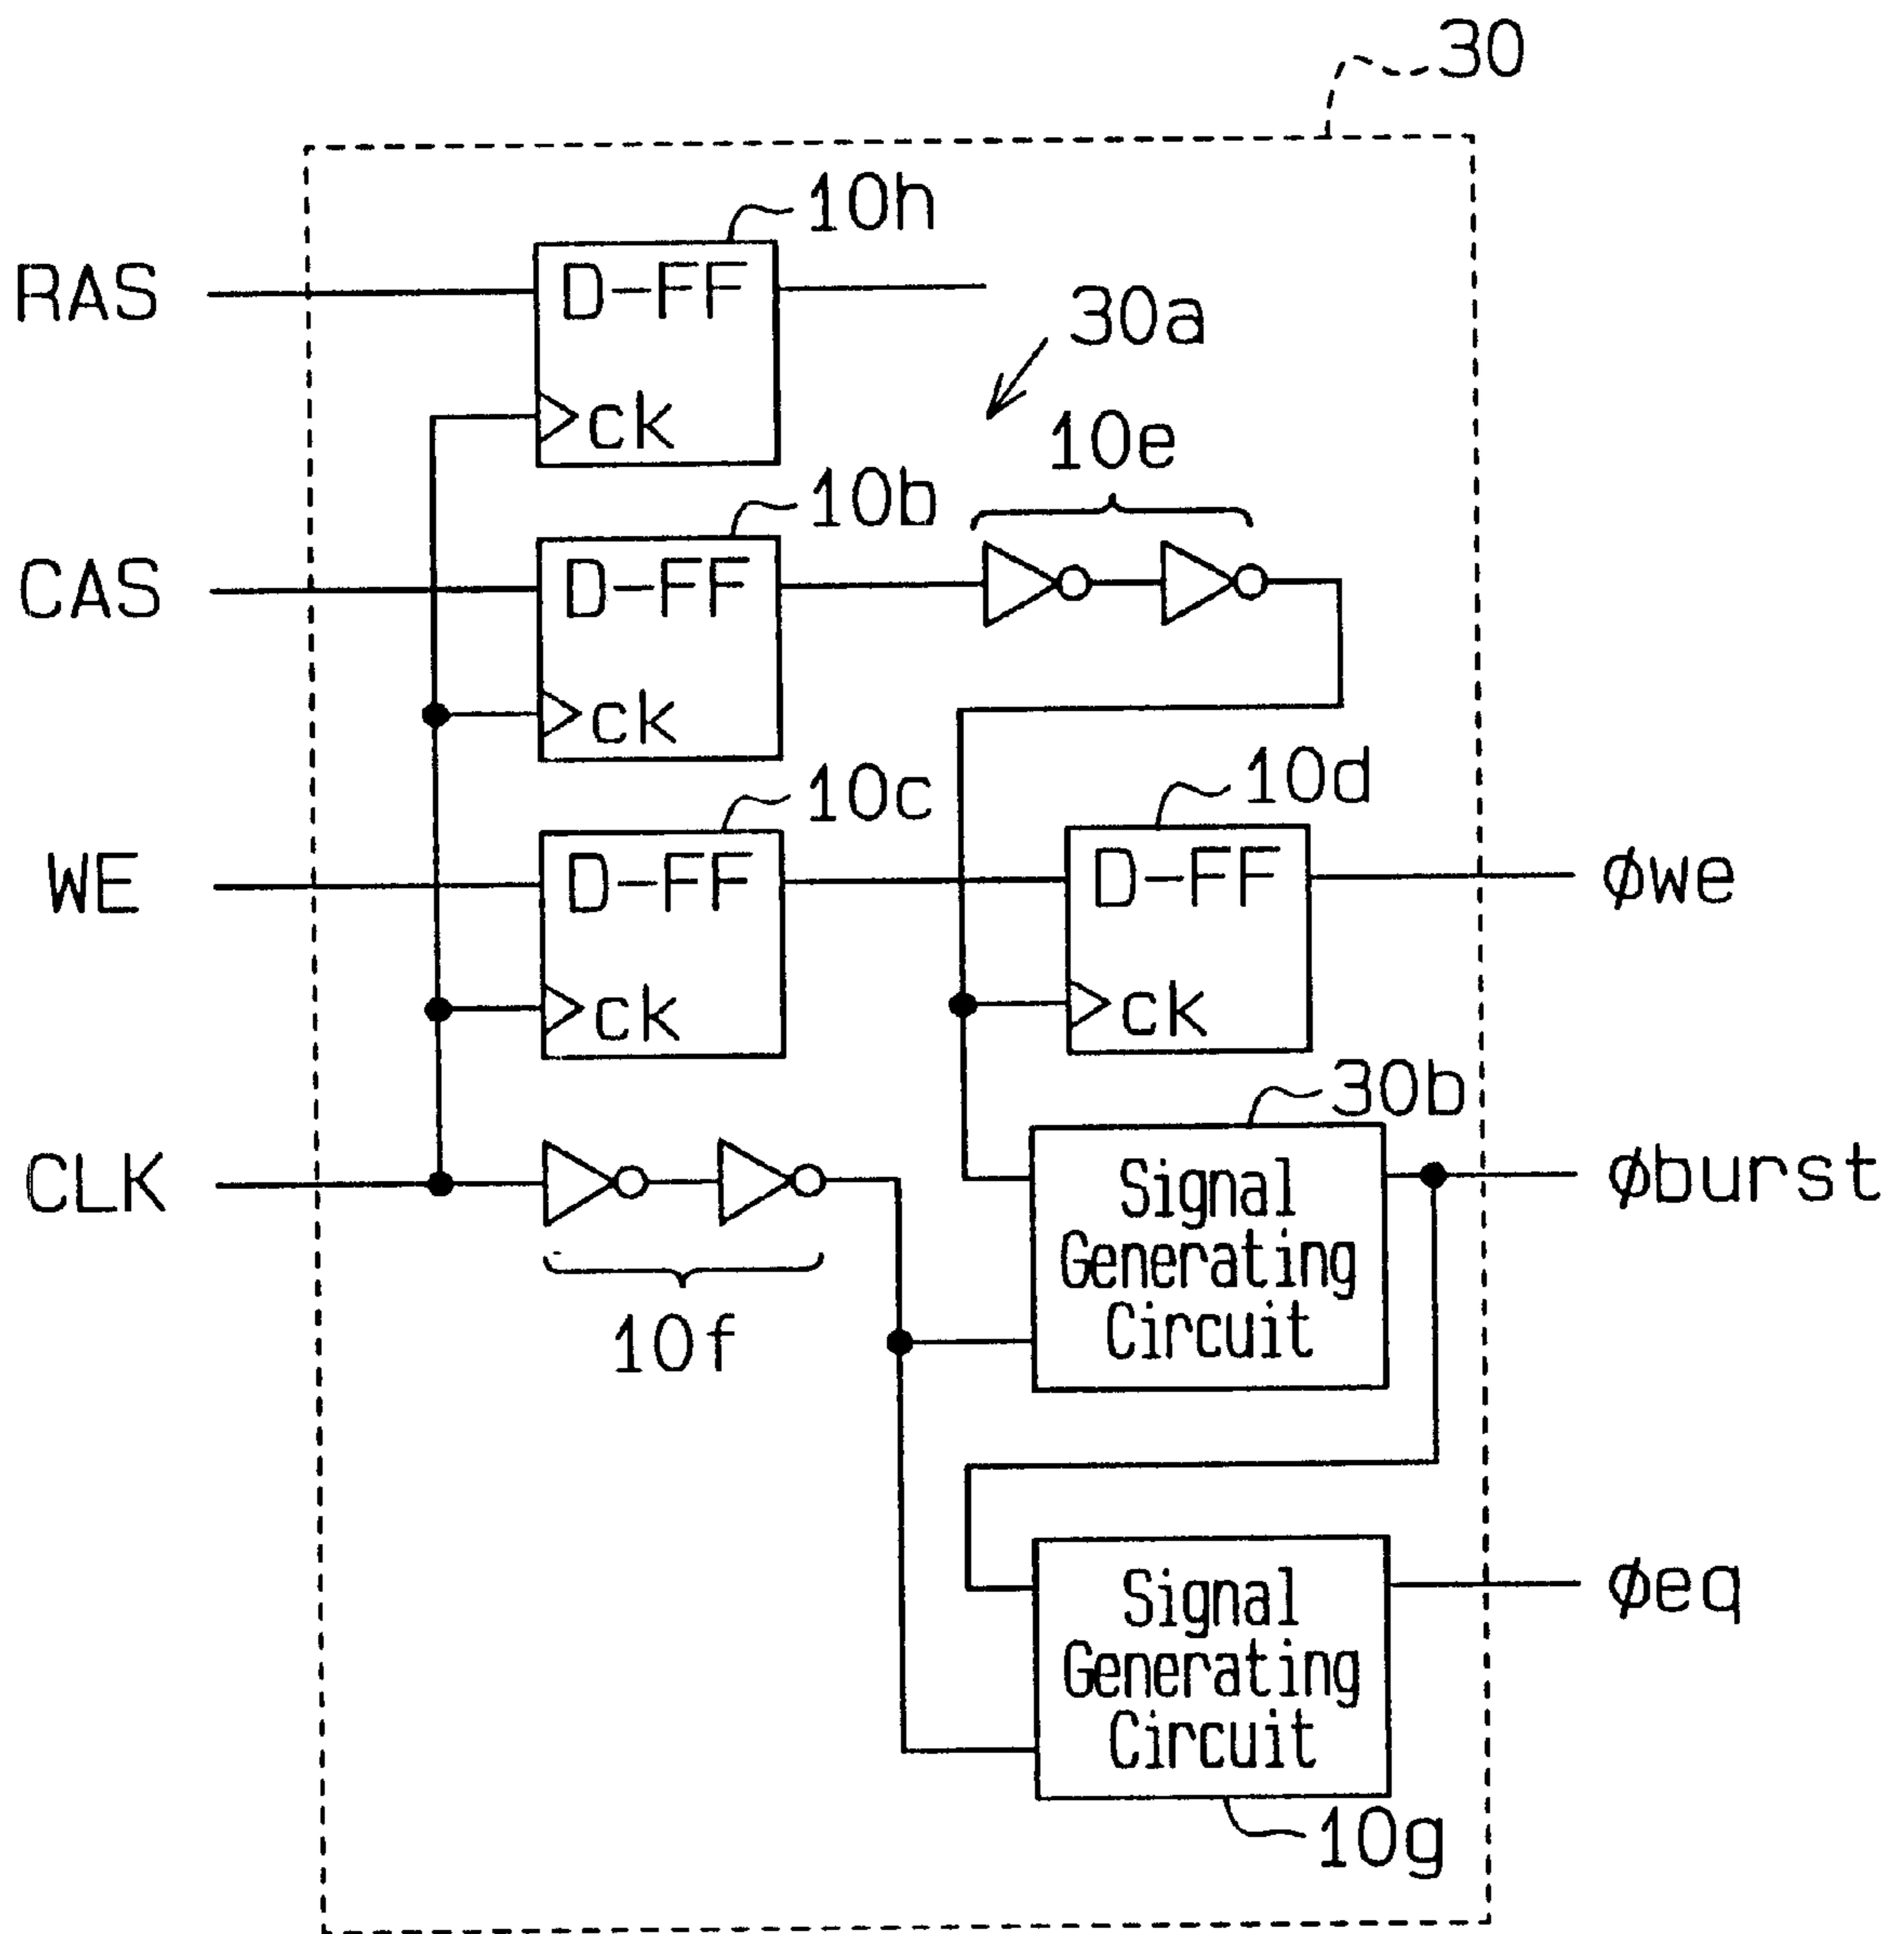 30
10h
RAS
D-FF
ck
30a
10e
10b
CAS
D-FF
ck
10c
10d
WE
D-FF
ck
D-FF
ck
φwe
30b
CLK
Signal
Generating
Circuit
φburst
10f
Signal
Generating
Circuit
φeq
10g